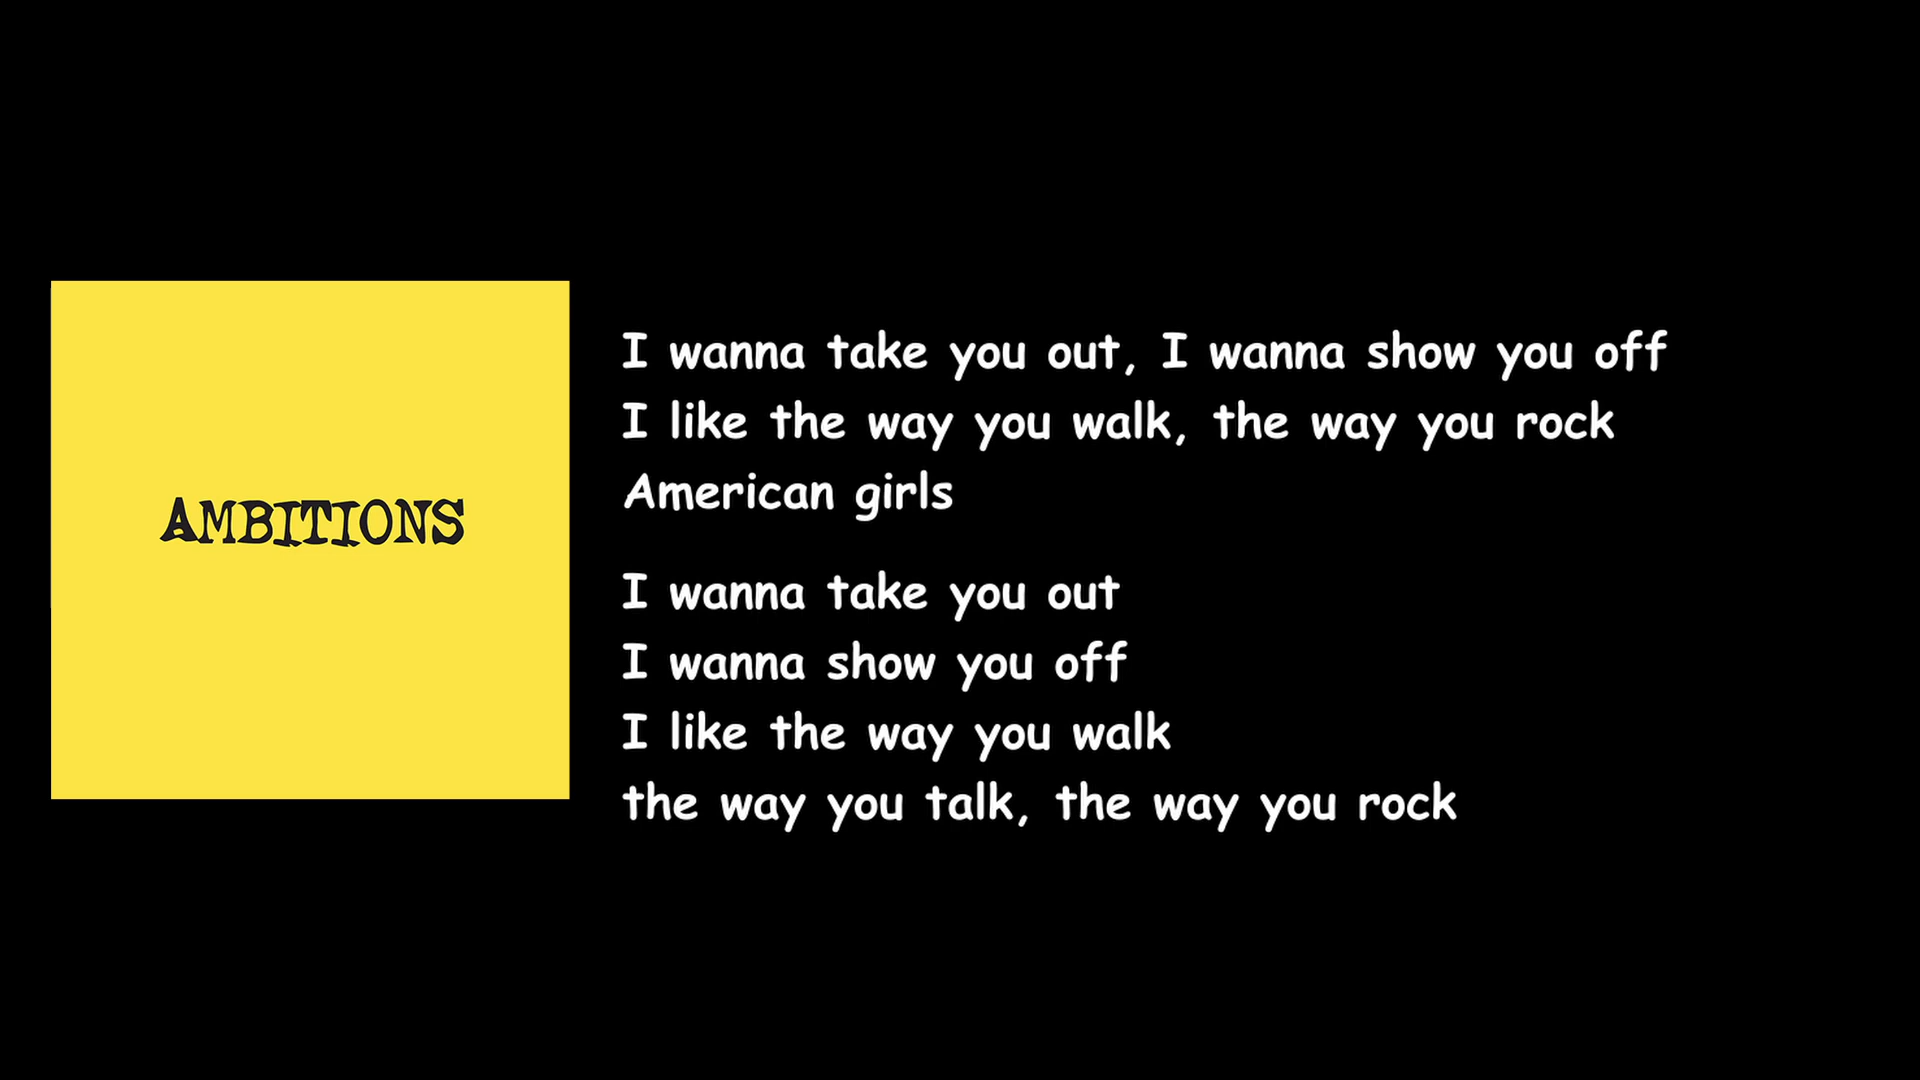 AMBITIONS
I wanna take you out, I wanna show you off
I like the way you walk, the way you rock
American girls
I wanna take you out
I wanna show you off
I like the way you walk
the way you talk, the way you rock